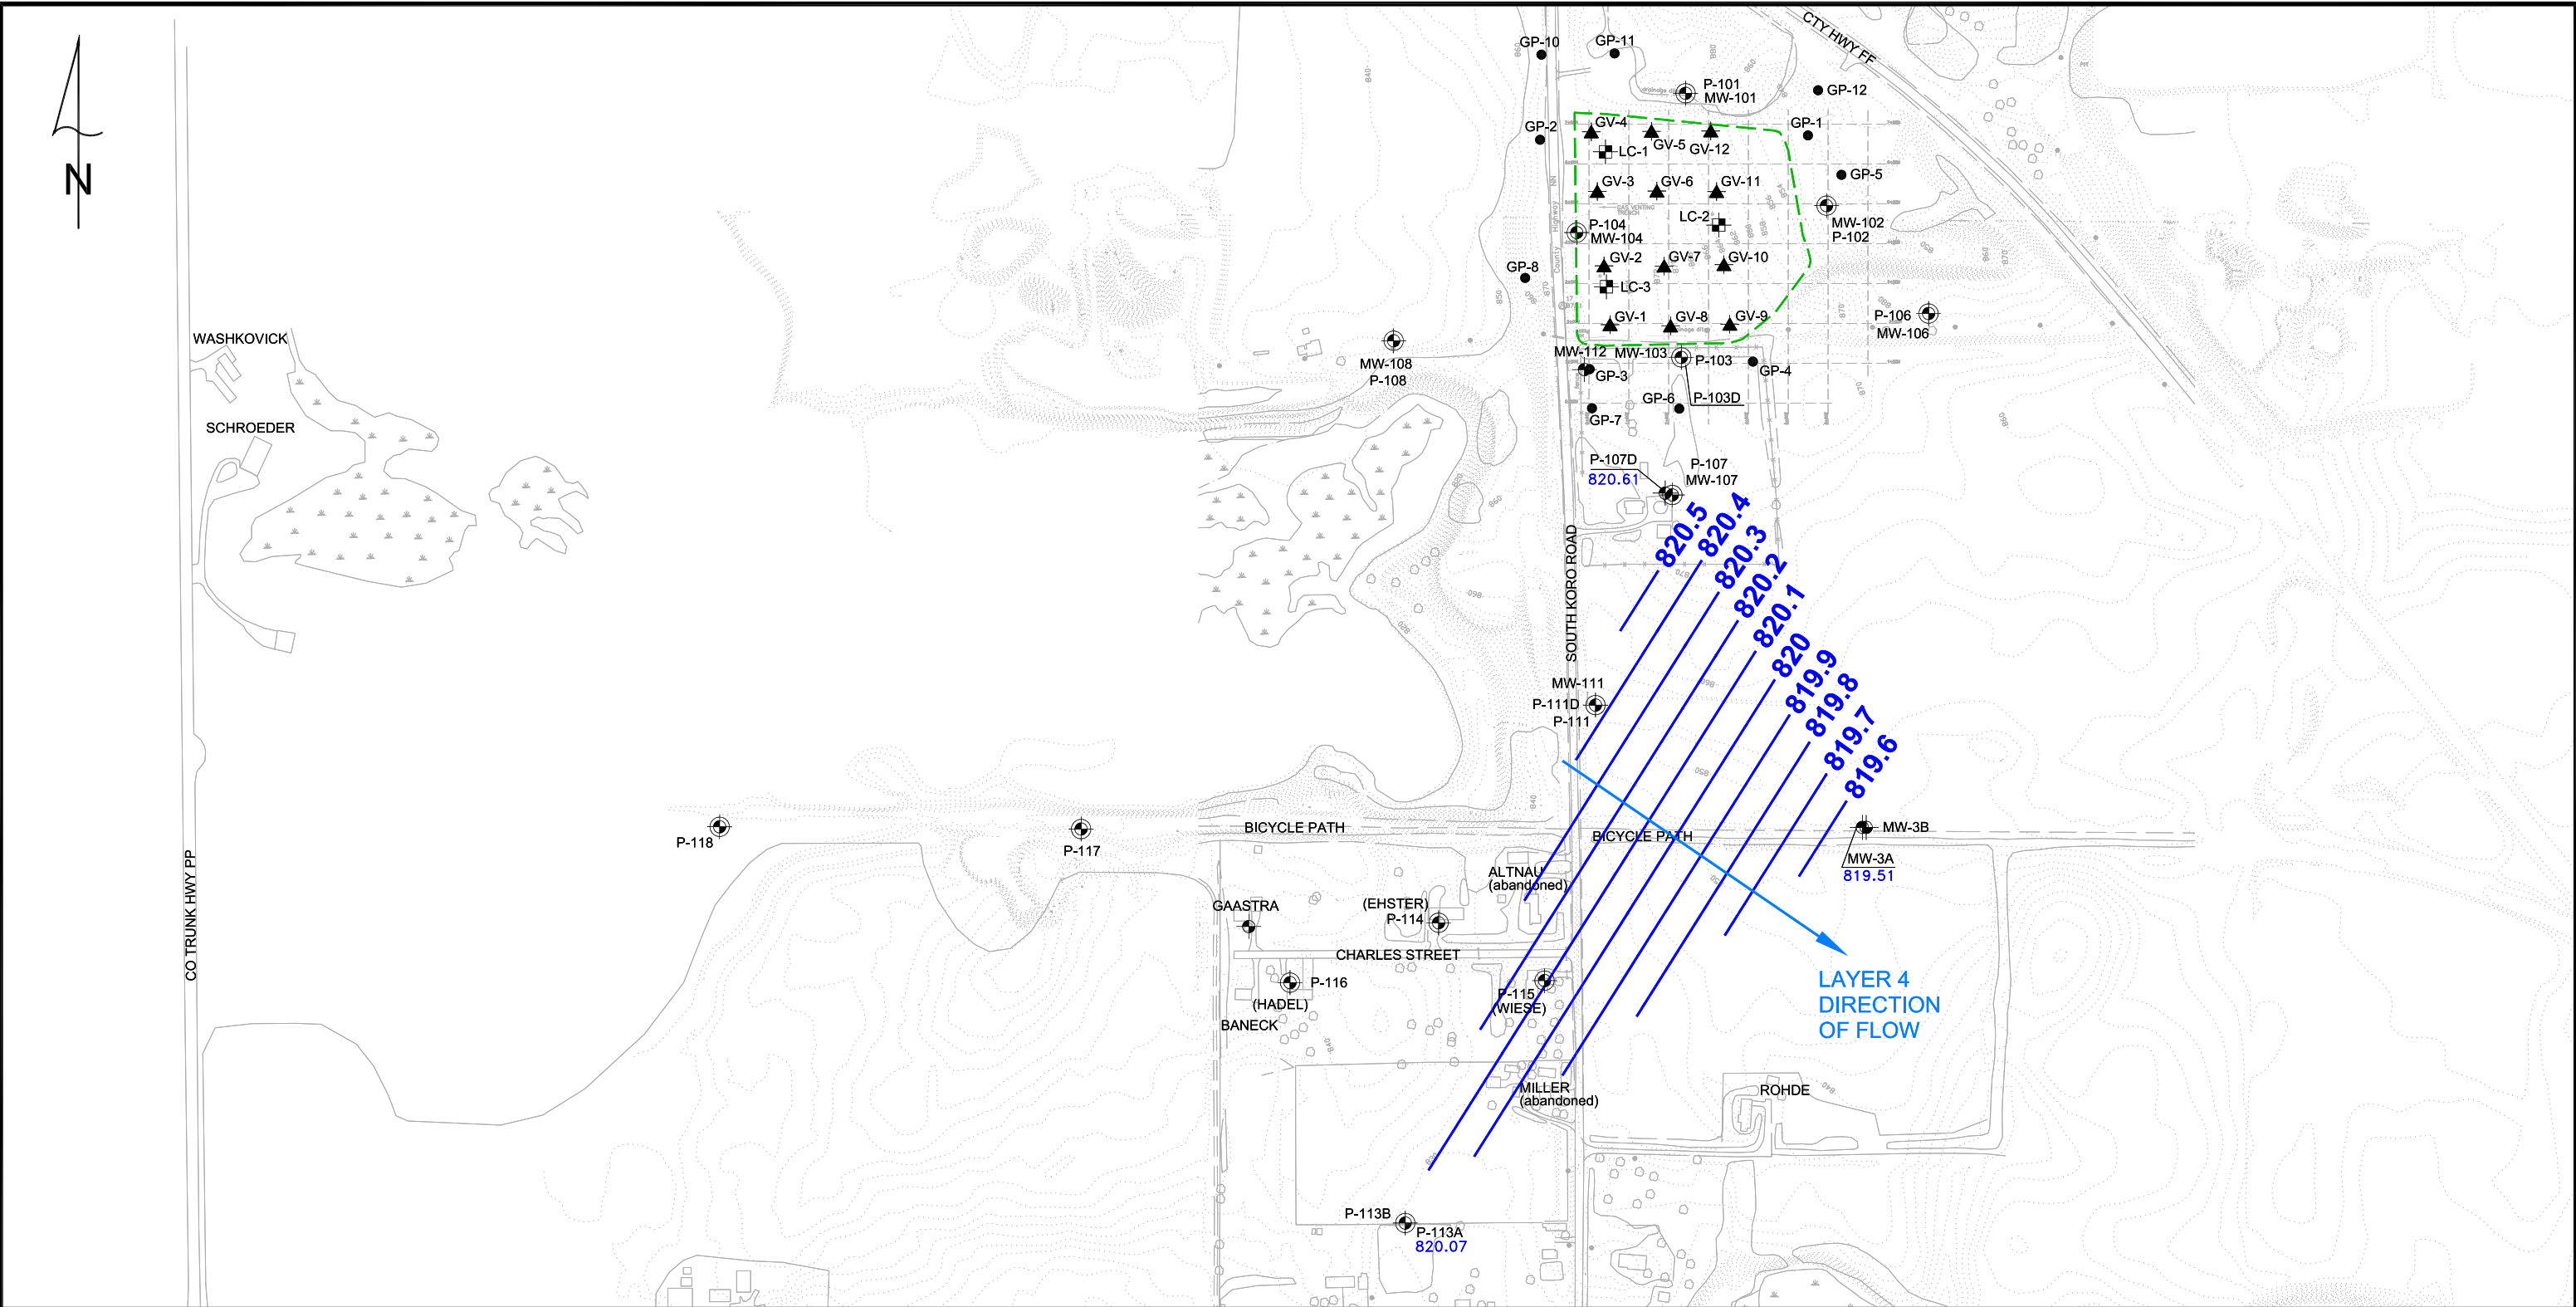 N
CTY HWY FF
GP-10
GP-11
P-101
MW-101
GP-12
GP-2
GP-1
GV-4
GV-5
GV-12
LC-1
GP-5
GV-3
GV-6
GV-11
GAS VENTING
TRENCH
LC-2
P-104
MW-104
MW-102
P-102
GV-2
GV-7
GV-10
GP-8
LC-3
GV-1
GV-8
GV-9
P-106
MW-106
County Highway NN
WASHKOVICK
MW-108
P-108
MW-112
MW-103
P-103
GP-3
GP-4
P-103D
GP-6
GP-7
SCHROEDER
P-107D
820.61
P-107
MW-107
820.5
820.4
820.3
820.2
820.1
820
819.9
819.8
819.7
819.6
SOUTH KORO ROAD
MW-111
P-111D
P-111
P-118
P-117
BICYCLE PATH
BICYCLE PATH
MW-3B
MW-3A
819.51
ALTNAU
(abandoned)
GAASTRA
(EHSTER)
P-114
CHARLES STREET
CO TRUNK HWY PP
P-116
(HADEL)
BANECK
P-115
(WIESE)
LAYER 4
DIRECTION
OF FLOW
MILLER
(abandoned)
ROHDE
P-113B
P-113A
820.07